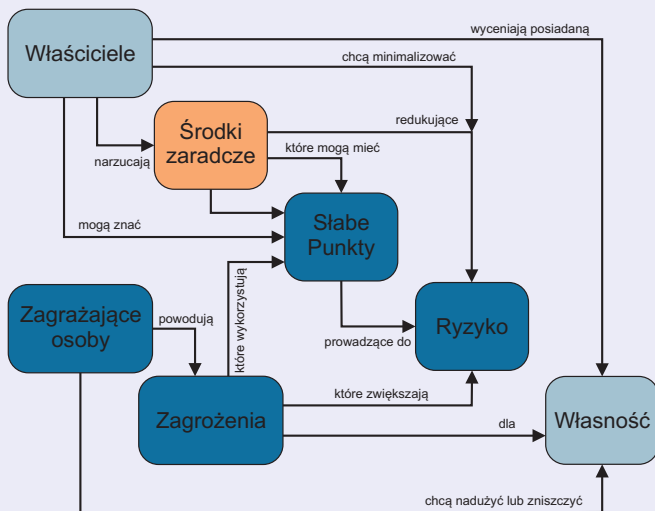 wyceniają posiadaną
Właściciele
chcą minimalizować
Środki
zaradcze
redukujące
które mogą mieć
narzucają
mogą znać
Słabe
Punkty
które wykorzystują
Zagrażające
osoby
powodują
Ryzyko
prowadzące do
Zagrożenia
które zwiększają
dla
Własność
chcą nadużyć lub zniszczyć